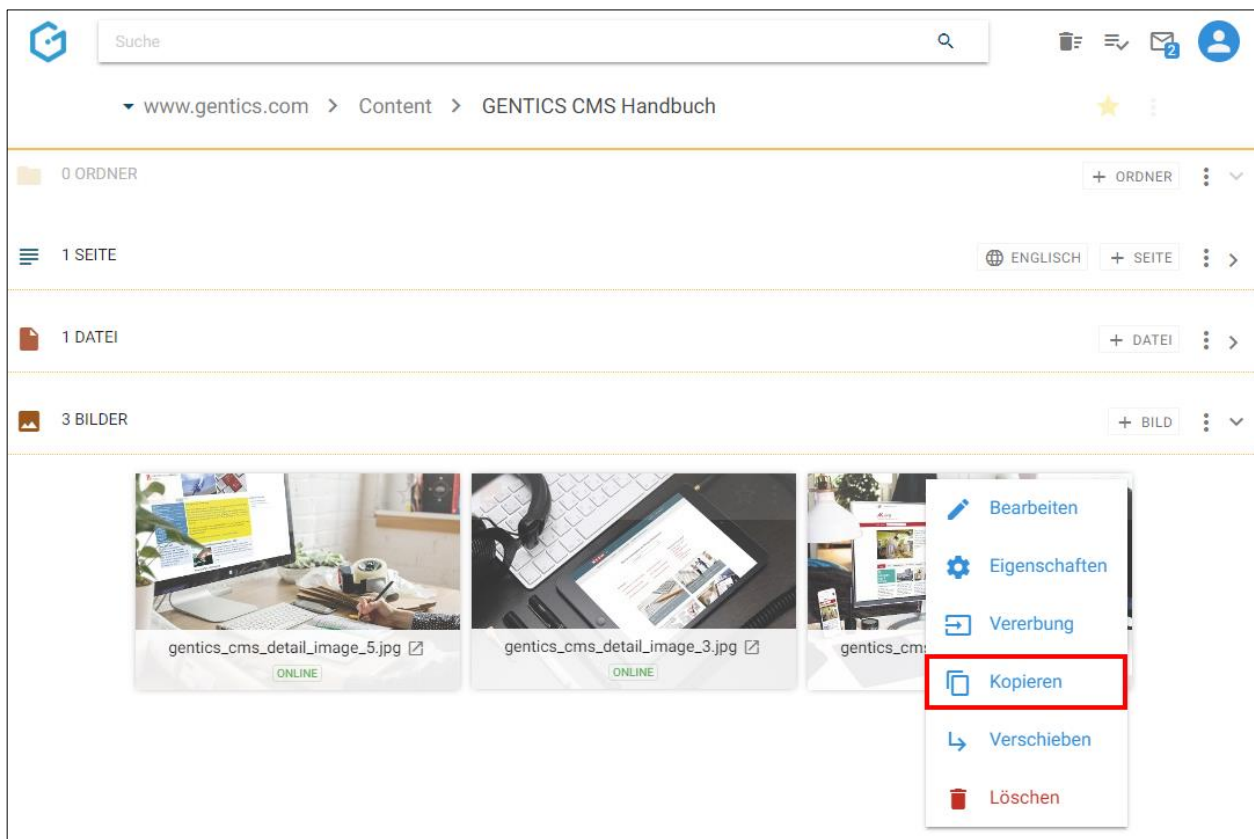 Suche
2
www.gentics.com > Content > GENTICS CMS Handbuch
0 ORDNER
+ ORDNER
1 SEITE
ENGLISCH
+ SEITE
1 DATEI
+ DATEI
3 BILDER
+ BILD
gentics_cms_detail_image_5.jpg
ONLINE
gentics_cms_detail_image_3.jpg
ONLINE
Bearbeiten
Eigenschaften
Vererbung
Kopieren
Verschieben
Löschen